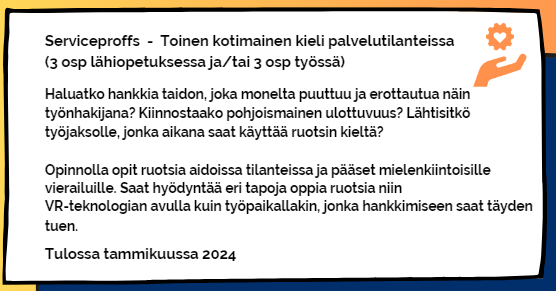 Serviceproffs - Toinen kotimainen kieli palvelutilanteissa
(3 osp lähiopetuksessa ja/tai 3 osp työssä)
Haluatko hankkia taidon, joka monelta puuttuu ja erottautua näin
työnhakijana? Kiinnostaako pohjoismainen ulottuvuus? Lähtisitkö
työjaksolle, jonka aikana saat käyttää ruotsin kieltä?
Opinnolla opit ruotsia aidoissa tilanteissa ja pääset mielenkiintoisille
vierailuille. Saat hyödyntää eri tapoja oppia ruotsia niin
VR-teknologian avulla kuin työpaikallakin, jonka hankkimiseen saat täyden
tuen.
Tulossa tammikuussa 2024